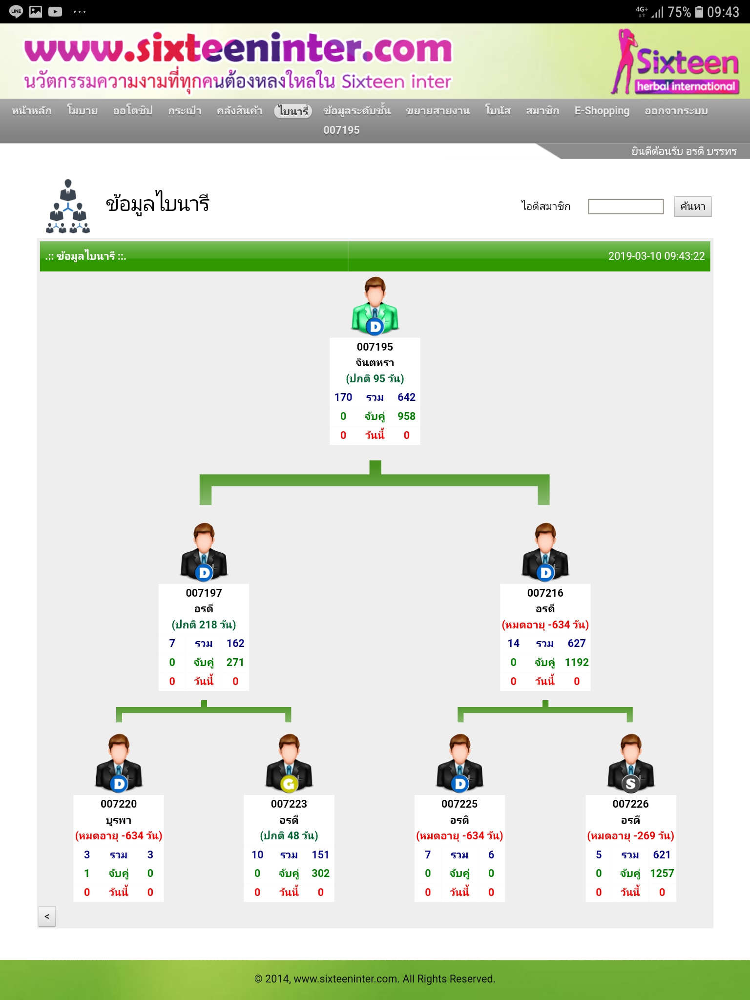 LINE
4G+ 75% 09:43
www.sixteeninter.com
นวัตกรรมความงามที่ทุกคนต้องหลงใหลใน Sixteen inter
Sixteen
herbal international
หน้าหลัก โมบาย ออโตชิป กระเป๋า คลังสินค้า ไบนารี่ ข้อมูลระดับชั้น ขยายสายงาน โบนัส สมาชิก E-Shopping ออกจากระบบ
007195
ยินดีต้อนรับ อรดี บรรทร
ข้อมูลไบนารี
ไอดีสมาชิก ค้นหา
.:: ข้อมูลไบนารี ::. 2019-03-10 09:43:22
D
007195
จินตหรา
(ปกติ 95 วัน)
170 รวม 642
0 จับคู่ 958
0 วันนี้ 0
D D
007197 007216
อรดี อรดี
(ปกติ 218 วัน) (หมดอายุ -634 วัน)
7 รวม 162 14 รวม 627
0 จับคู่ 271 0 จับคู่ 1192
0 วันนี้ 0 0 วันนี้ 0
D G D S
007220 007223 007225 007226
บูรพา อรดี อรดี อรดี
(หมดอายุ -634 วัน) (ปกติ 48 วัน) (หมดอายุ -634 วัน) (หมดอายุ -269 วัน)
3 รวม 3 10 รวม 151 7 รวม 6 5 รวม 621
1 จับคู่ 0 0 จับคู่ 302 0 จับคู่ 0 0 จับคู่ 1257
0 วันนี้ 0 0 วันนี้ 0 0 วันนี้ 0 0 วันนี้ 0
<
© 2014, www.sixteeninter.com. All Rights Reserved.